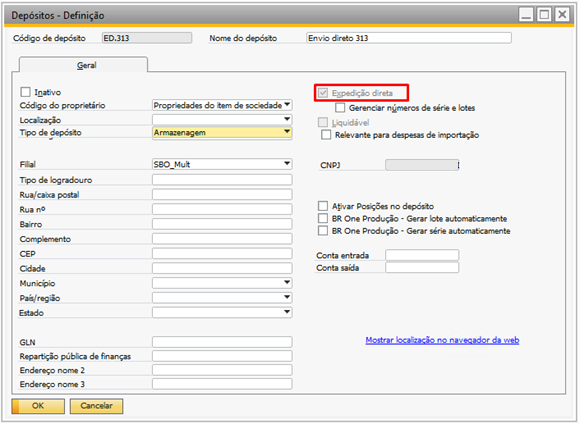 Depósitos - Definição
Código de depósito ED.313 Nome do depósito Envio direto 313
Geral
Inativo
Código do proprietário Propriedades do item de sociedade
Localização
Tipo de depósito Armazenagem
Expedição direta
Gerenciar números de série e lotes
Liquidável
Relevante para despesas de importação
Filial SBO_Mult
Tipo de logradouro
Rua/caixa postal
Rua nº
Bairro
Complemento
CEP
Cidade
Município
País/região
Estado
CNPJ
Ativar Posições no depósito
BR One Produção - Gerar lote automaticamente
BR One Produção - Gerar série automaticamente
Conta entrada
Conta saída
Mostrar localização no navegador da web
GLN
Repartição pública de finanças
Endereço nome 2
Endereço nome 3
OK Cancelar